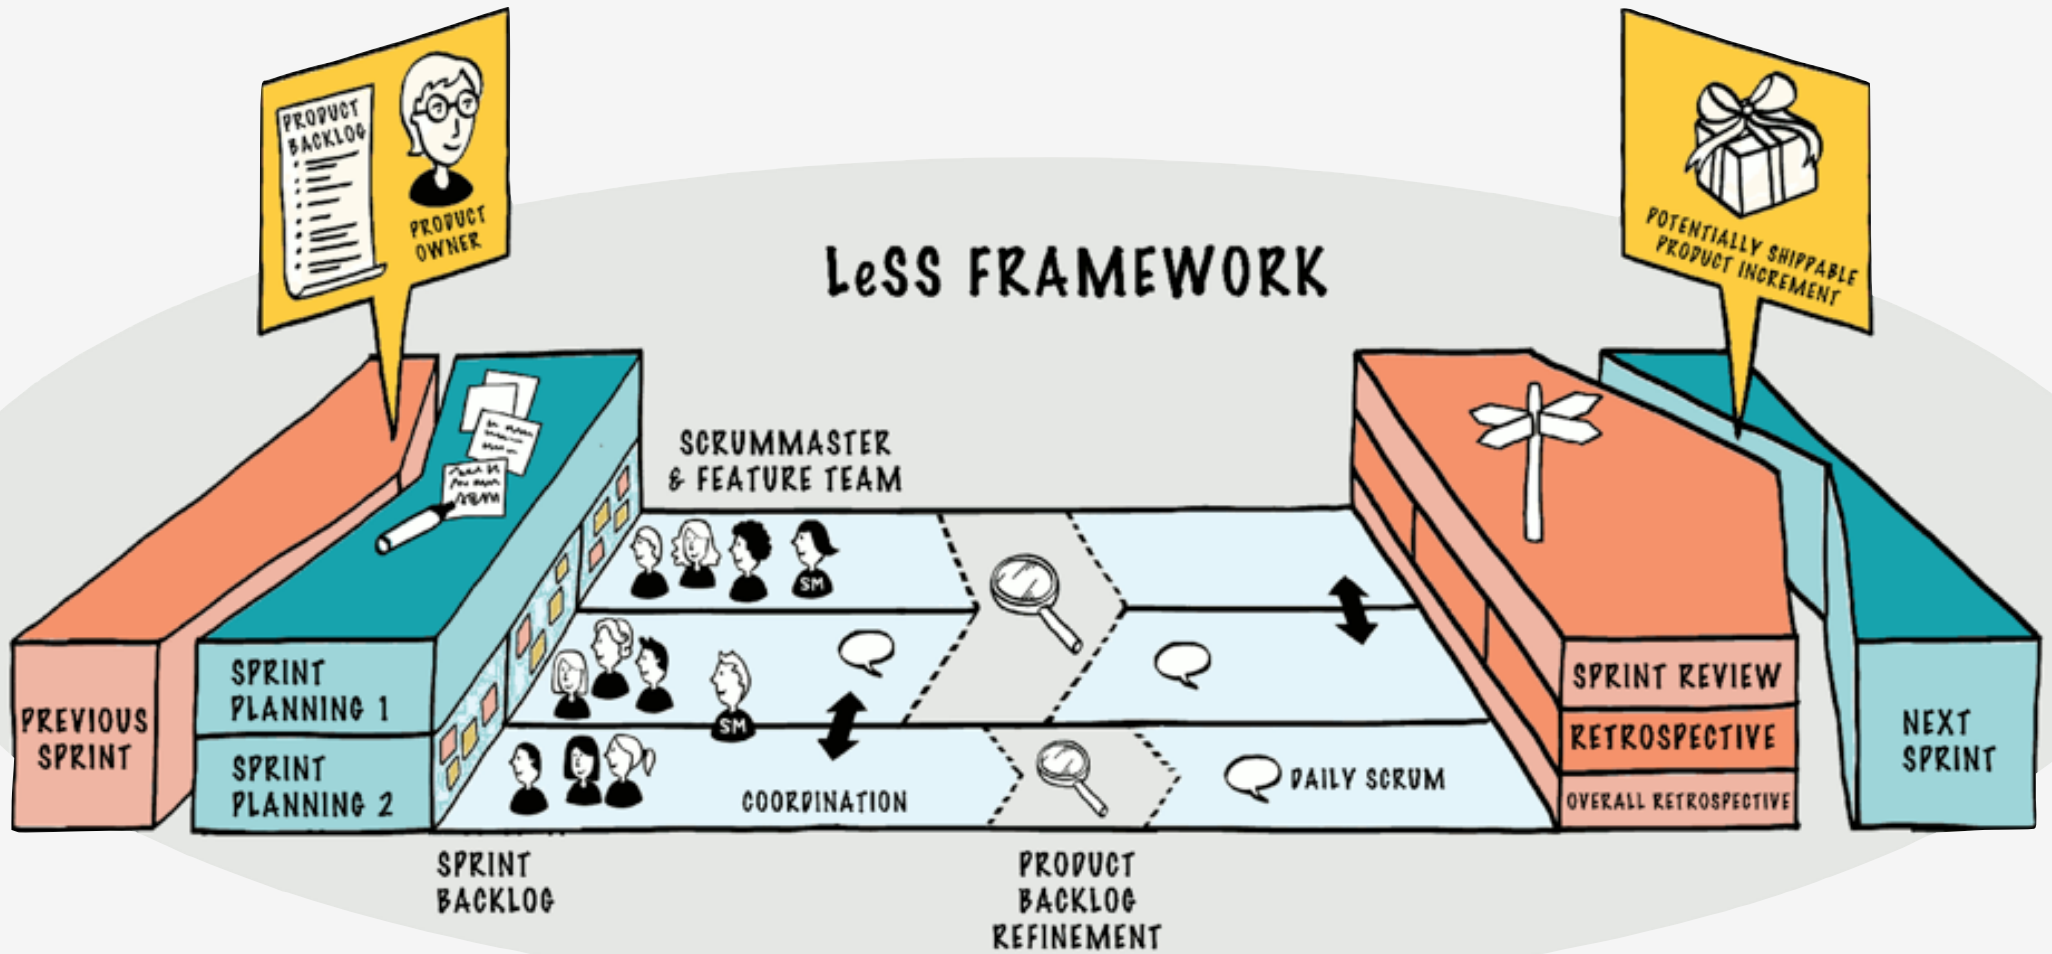 PRODUCT
BACKLOG
PRODUCT
OWNER
POTENTIALLY SHIPPABLE
PRODUCT INCREMENT
LeSS FRAMEWORK
SCRUMMASTER
& FEATURE TEAM
SM
SM
PREVIOUS
SPRINT
SPRINT
PLANNING 1
SPRINT
PLANNING 2
COORDINATION
DAILY SCRUM
SPRINT REVIEW
RETROSPECTIVE
OVERALL RETROSPECTIVE
NEXT
SPRINT
SPRINT
BACKLOG
PRODUCT
BACKLOG
REFINEMENT